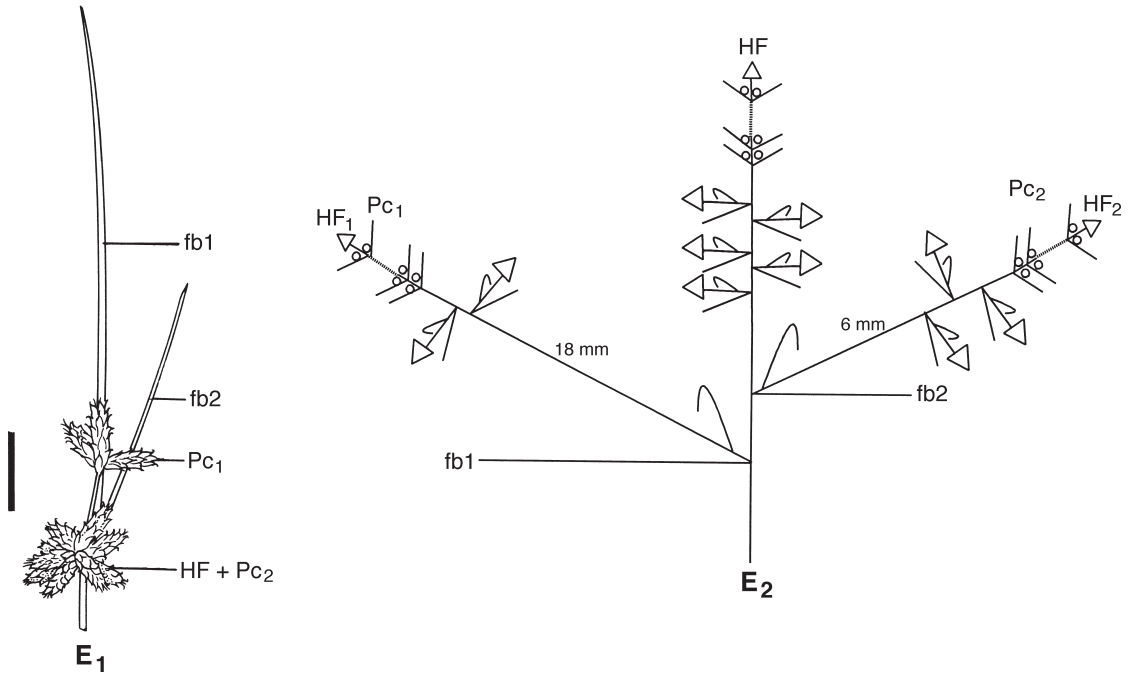 fb1
fb2
Pc1
HF + Pc2
E1
HF
HF1
Pc1
Pc2
HF2
18 mm
6 mm
fb2
fb1
E2